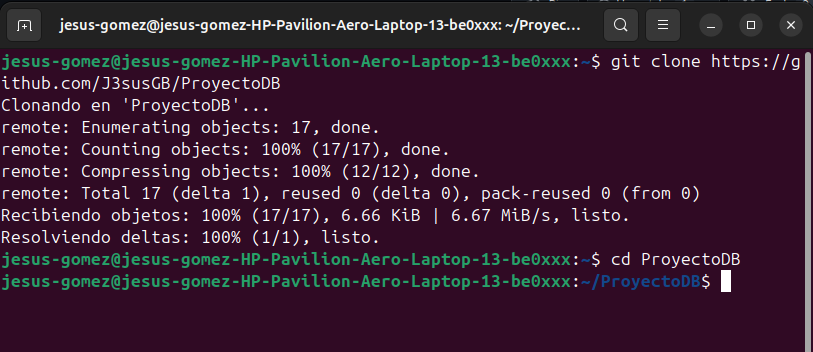 jesus-gomez@jesus-gomez-HP-Pavilion-Aero-Laptop-13-be0xxx: ~/Proyec...
jesus-gomez@jesus-gomez-HP-Pavilion-Aero-Laptop-13-be0xxx:~$ git clone https://g
ithub.com/J3susGB/ProyectoDB
Clonando en 'ProyectoDB'...
remote: Enumerating objects: 17, done.
remote: Counting objects: 100% (17/17), done.
remote: Compressing objects: 100% (12/12), done.
remote: Total 17 (delta 1), reused 0 (delta 0), pack-reused 0 (from 0)
Recibiendo objetos: 100% (17/17), 6.66 KiB | 6.67 MiB/s, listo.
Resolviendo deltas: 100% (1/1), listo.
jesus-gomez@jesus-gomez-HP-Pavilion-Aero-Laptop-13-be0xxx:~$ cd ProyectoDB
jesus-gomez@jesus-gomez-HP-Pavilion-Aero-Laptop-13-be0xxx:~/ProyectoDB$